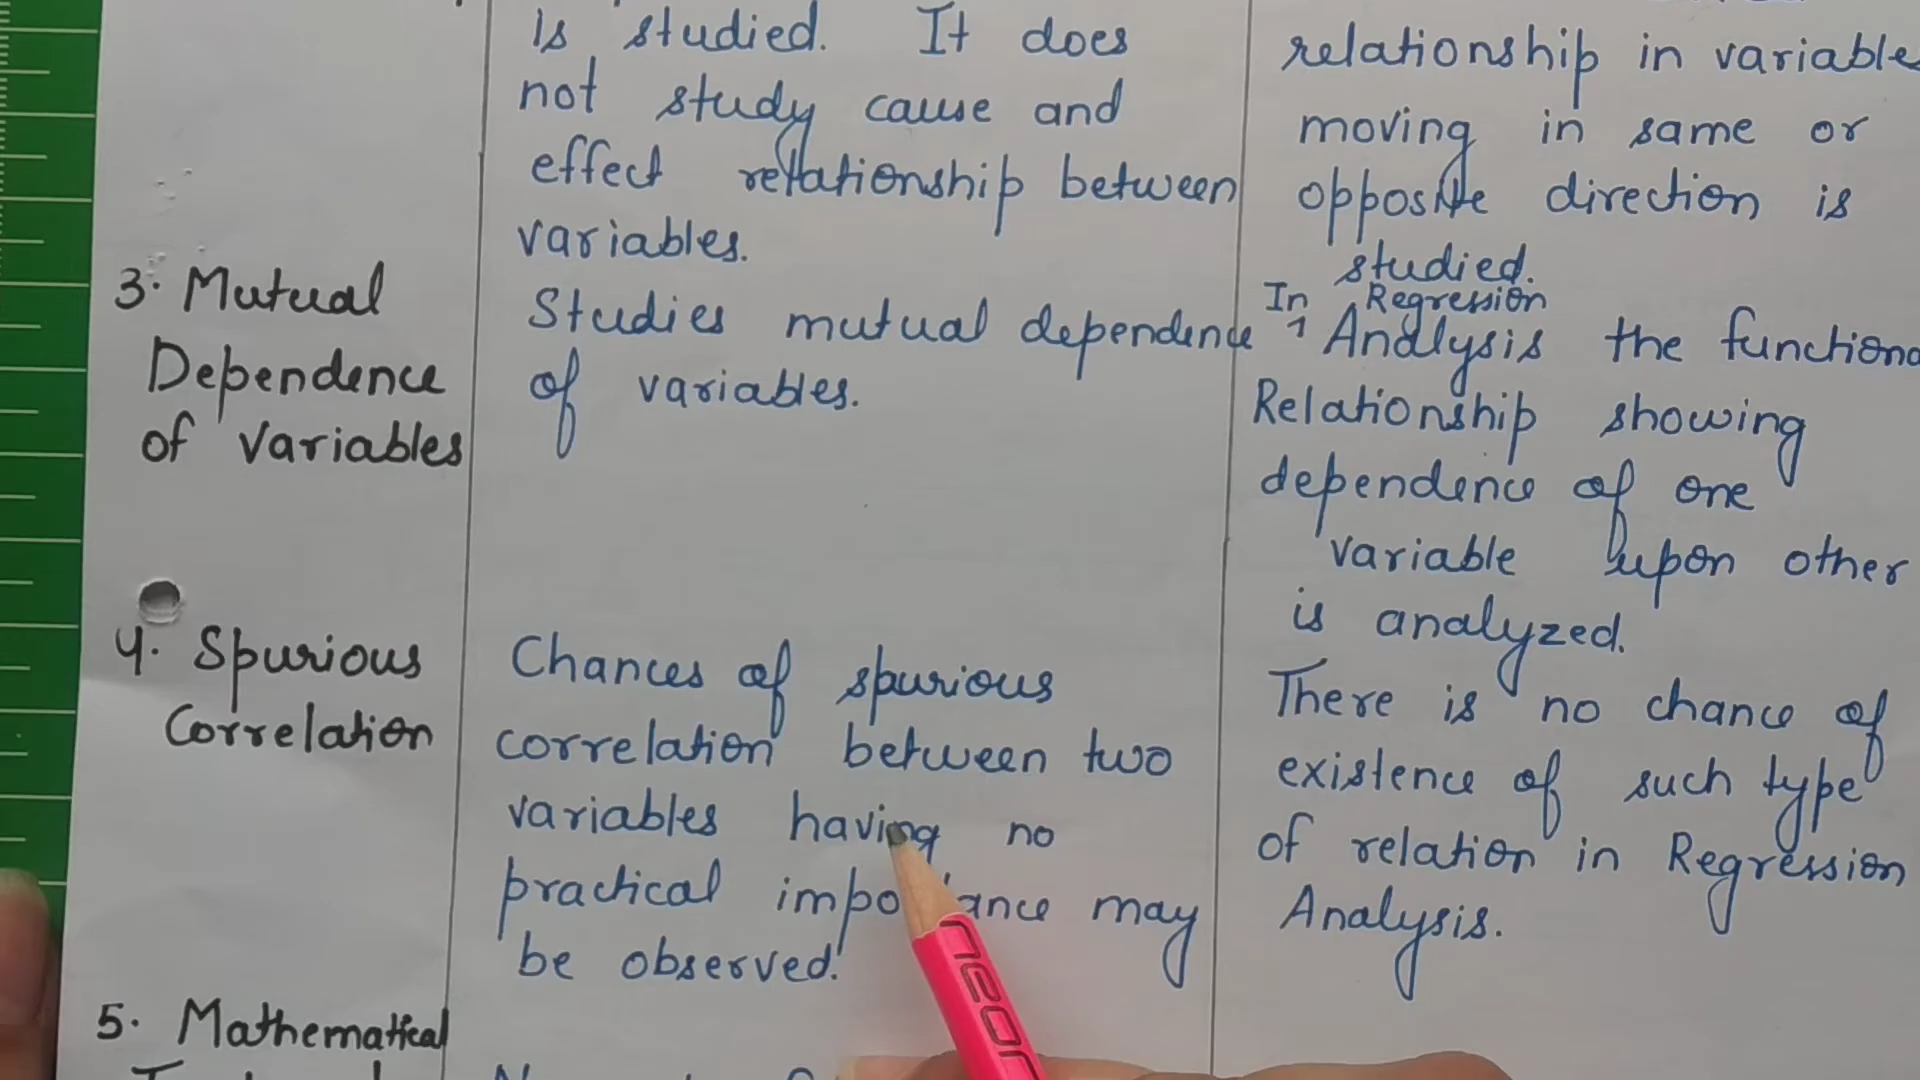 is studied. It does
not study cause and
effect relationship between
variables.
relationship in variable
moving in same or
opposite direction is
studied.
3. Mutual
Dependence
of Variables
Studies mutual dependence
of variables.
In Regression
Analysis the functiona
Relationship showing
dependence of one
variable upon other
is analyzed.
4. Spurious
Correlation
Chances of spurious
correlation between two
variables having no
practical importance may
be observed.
There is no chance of
existence of such type
of relation in Regression
Analysis.
5. Mathematical
neon